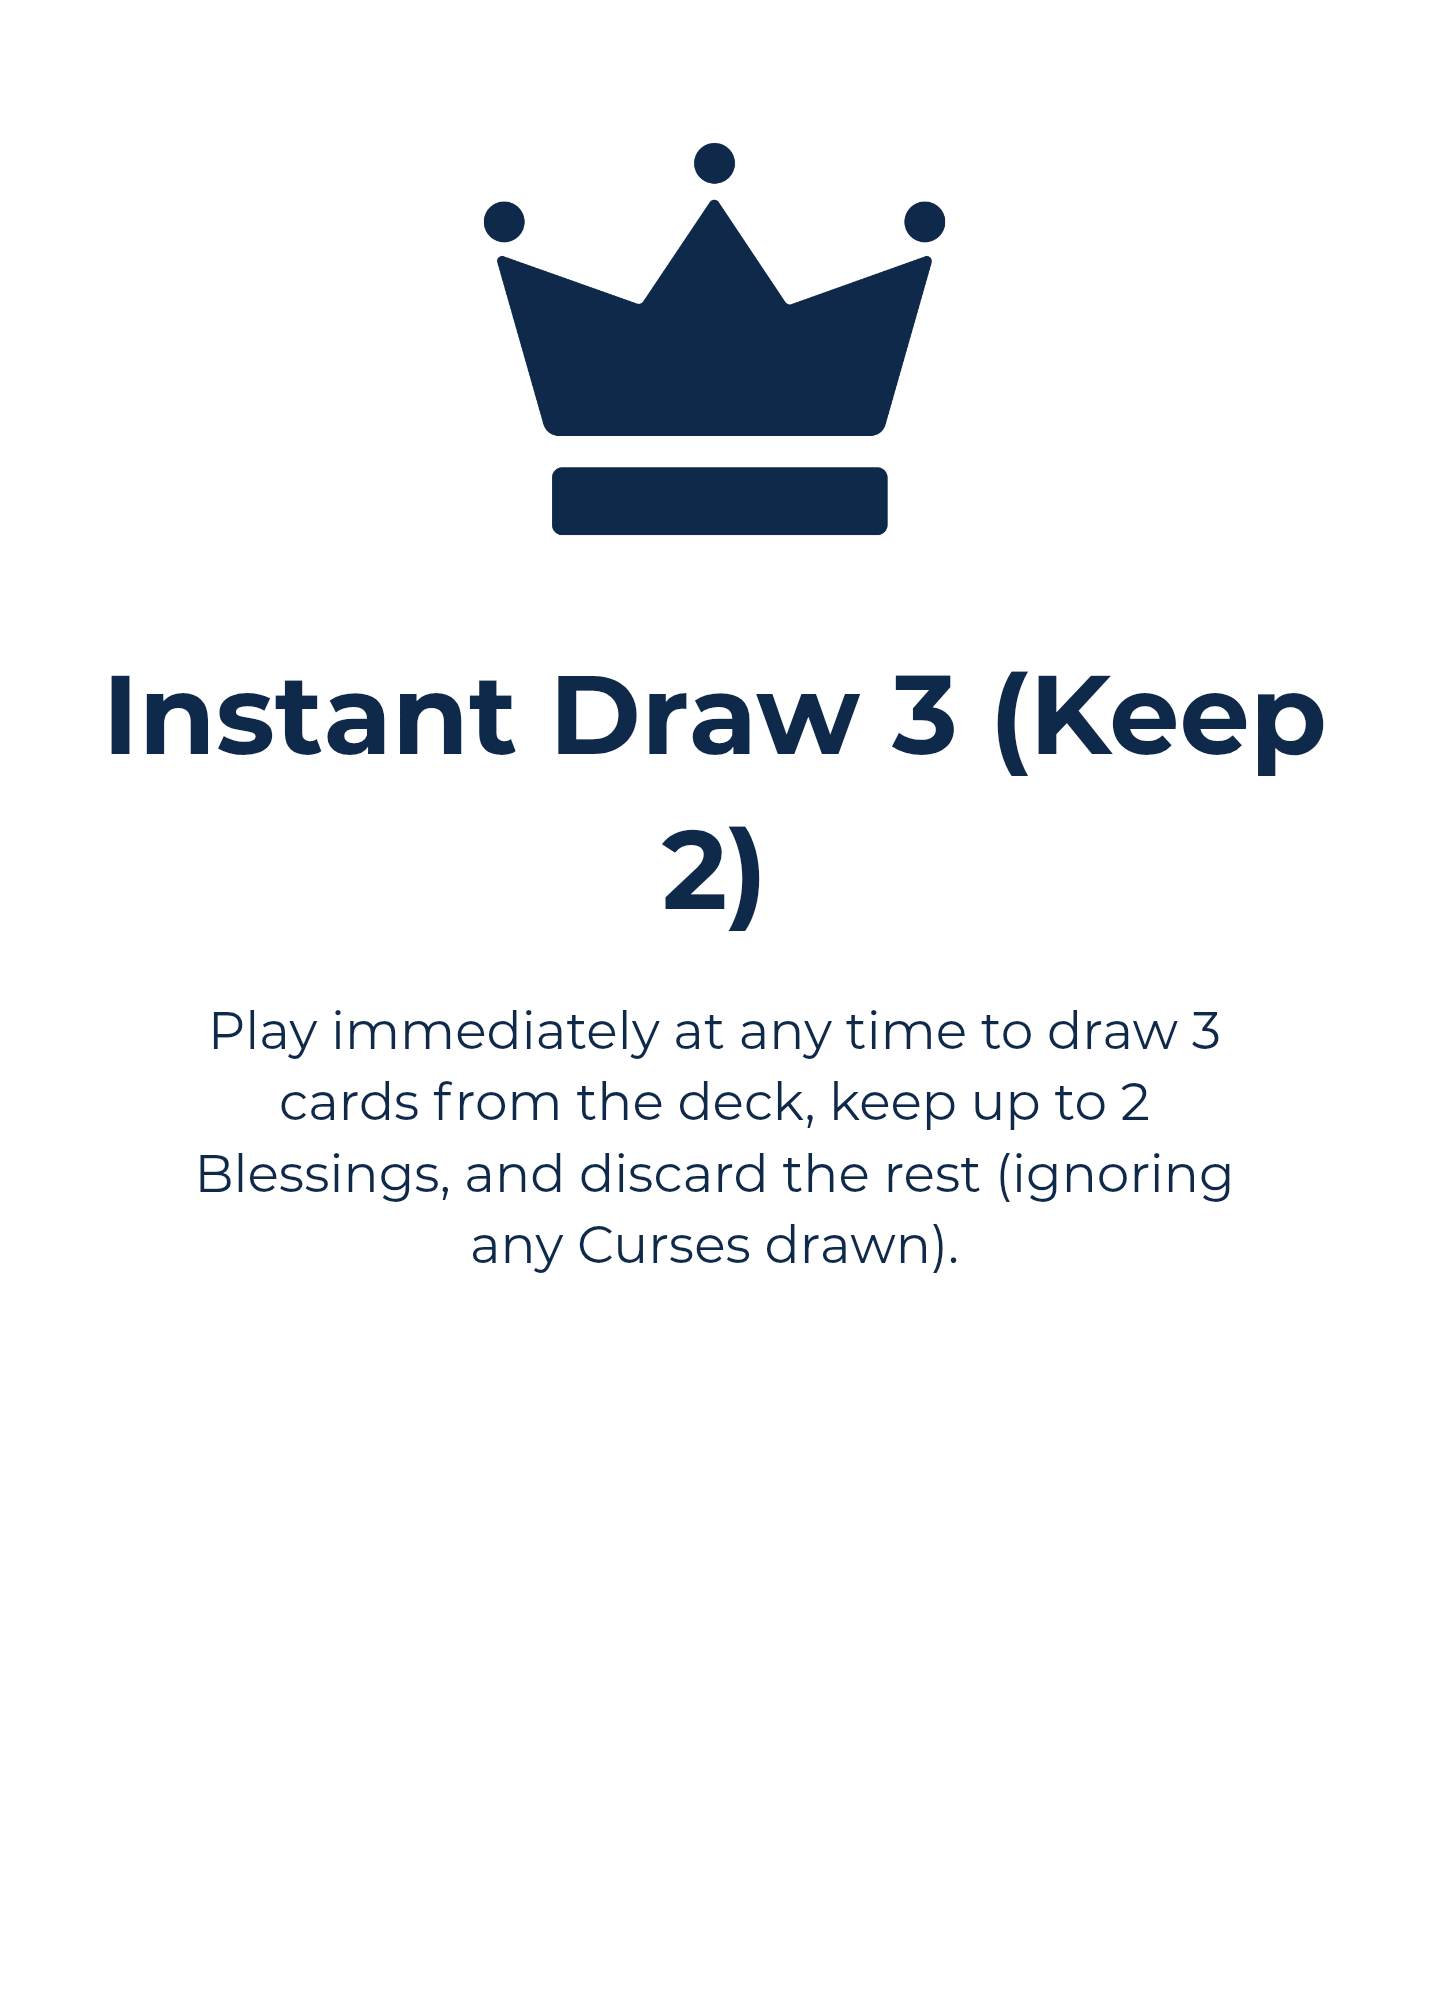 Instant Draw 3 (Keep
2)
Play immediately at any time to draw 3
cards from the deck, keep up to 2
Blessings, and discard the rest (ignoring
any Curses drawn).